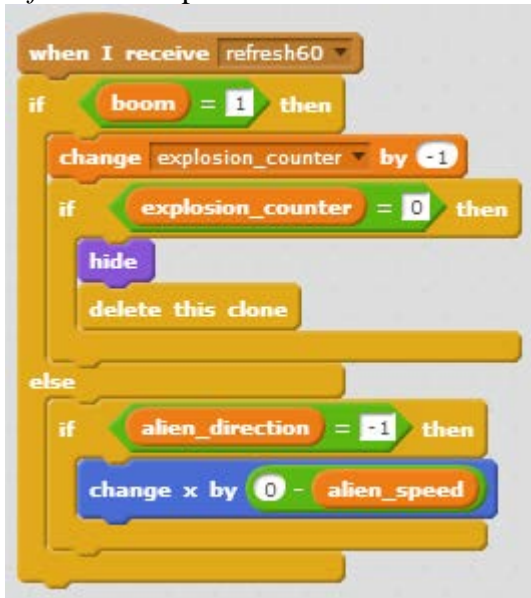 when I receive refresh60
if boom = 1 then
change explosion_counter by -1
if explosion_counter = 0 then
hide
delete this clone
else
if alien_direction = -1 then
change x by 0 - alien_speed